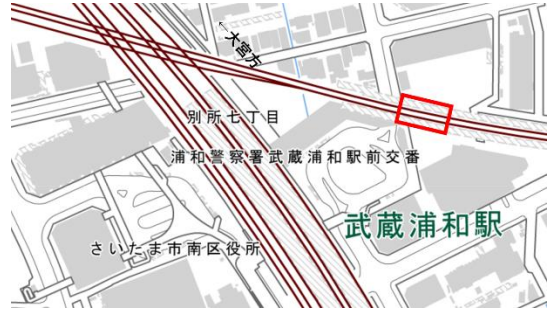 ←大宮方
別所七丁目
浦和警察署武蔵浦和駅前交番
武蔵浦和駅
さいたま市南区役所